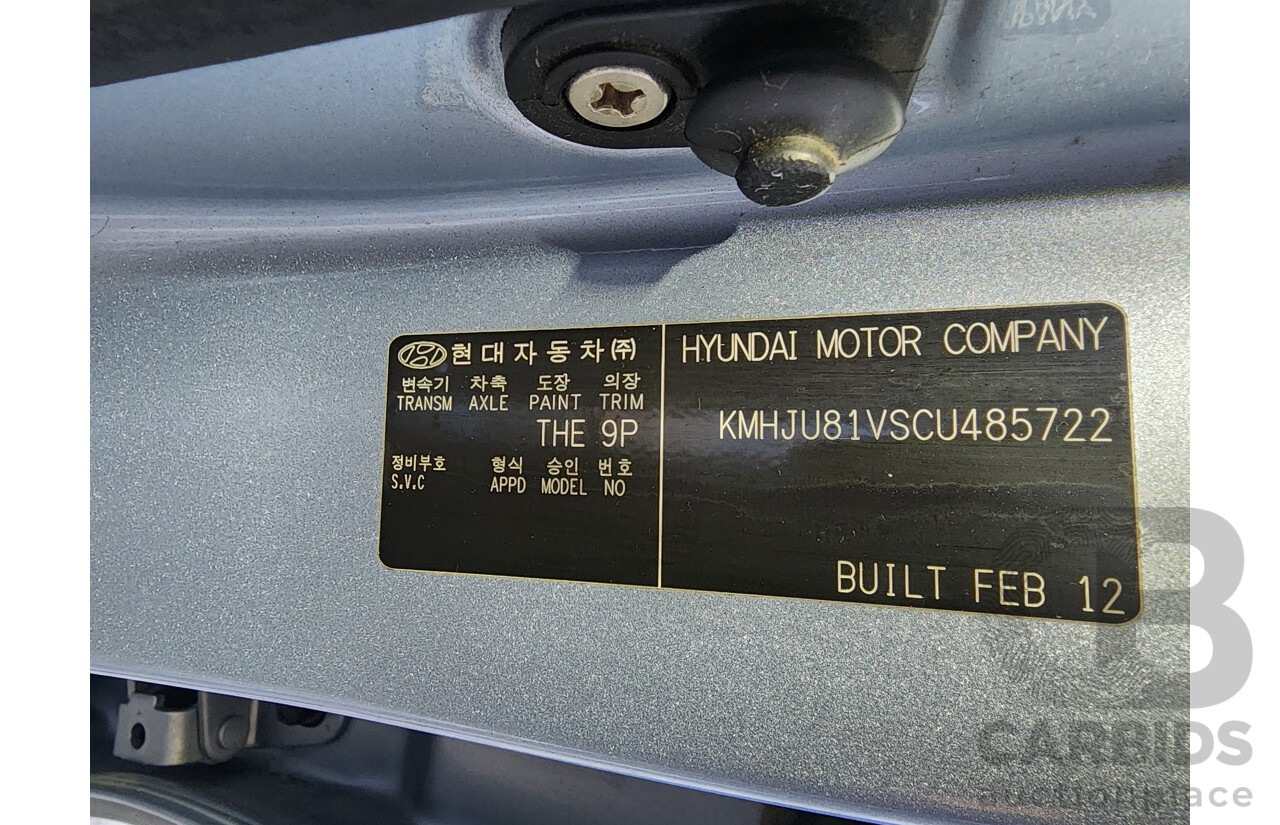 현대자동차㈜
변속기 차축 도장 의장
TRANSM AXLE PAINT TRIM
THE 9P
정비부호 형식 승인 번호
S.V.C APPD MODEL NO
HYUNDAI MOTOR COMPANY
KMHJU81VSCU485722
BUILT FEB 12
CARBIDS
auctionplace